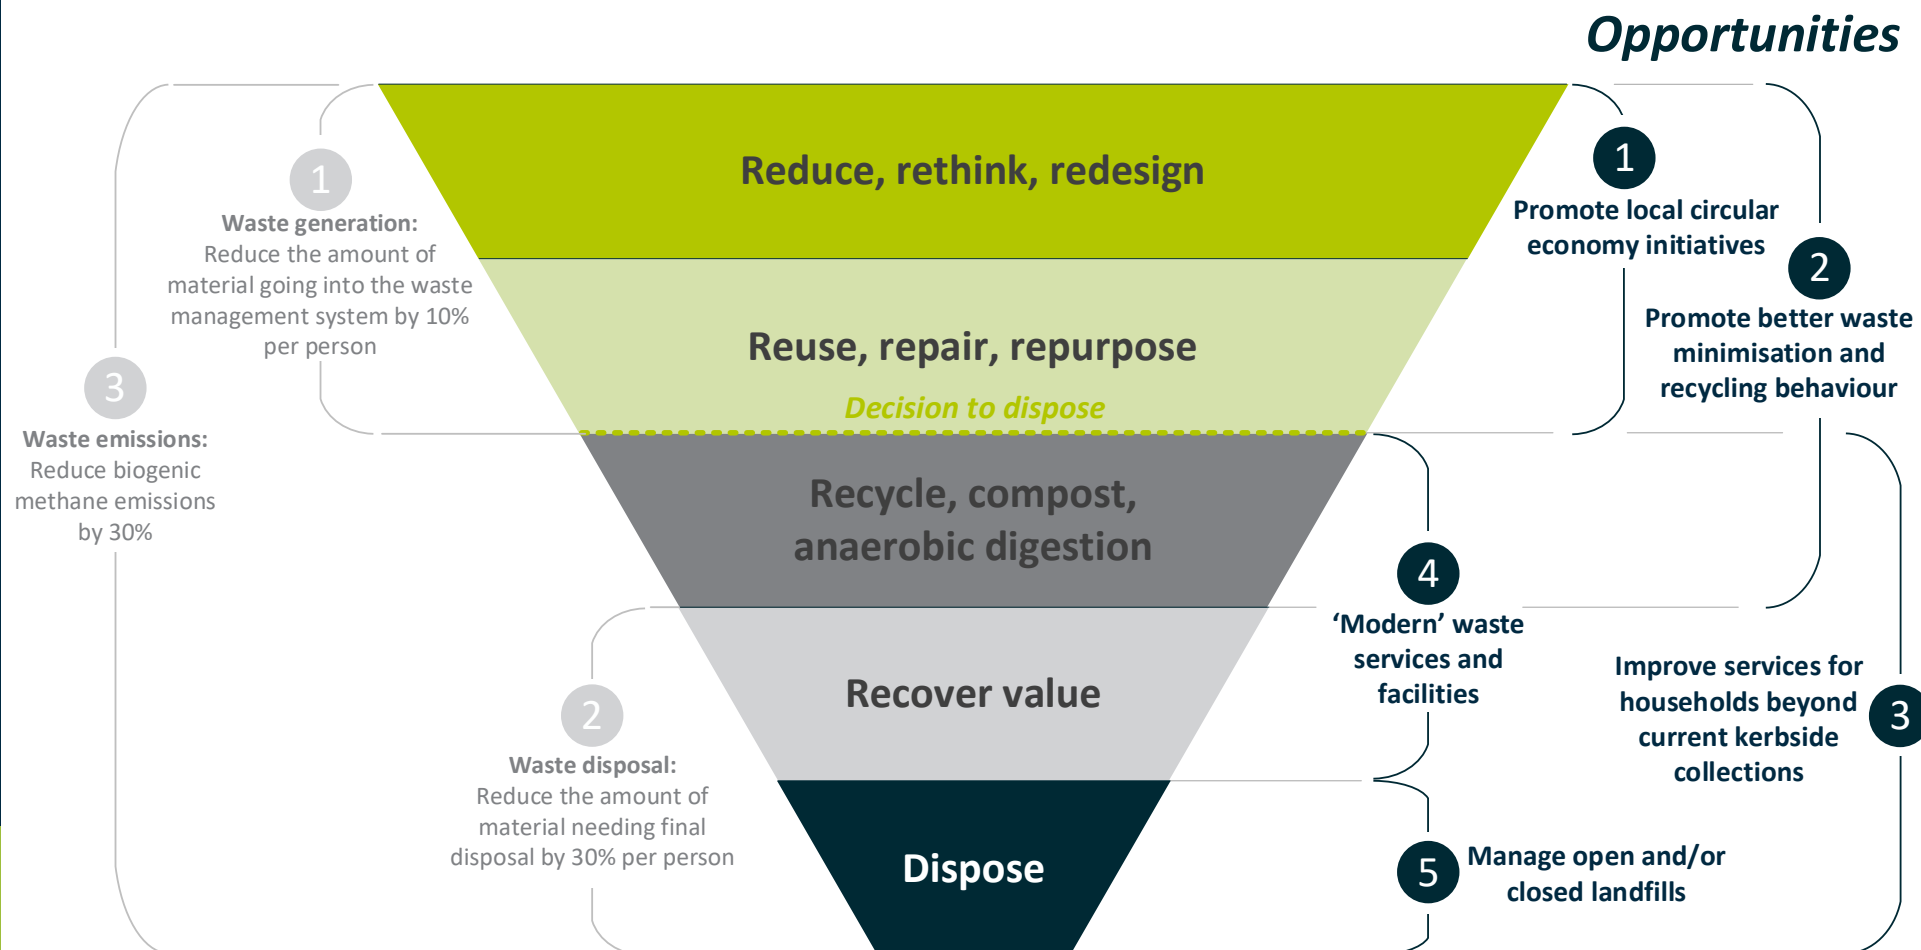 Opportunities
Reduce, rethink, redesign
Reuse, repair, repurpose
Decision to dispose
Recycle, compost,
anaerobic digestion
Recover value
Dispose
1
Waste generation:
Reduce the amount of
material going into the waste
management system by 10%
per person
3
Waste emissions:
Reduce biogenic
methane emissions
by 30%
2
Waste disposal:
Reduce the amount of
material needing final
disposal by 30% per person
1
Promote local circular
economy initiatives
2
Promote better waste
minimisation and
recycling behaviour
4
‘Modern’ waste
services and
facilities
Improve services for
households beyond
current kerbside
collections
3
5
Manage open and/or
closed landfills